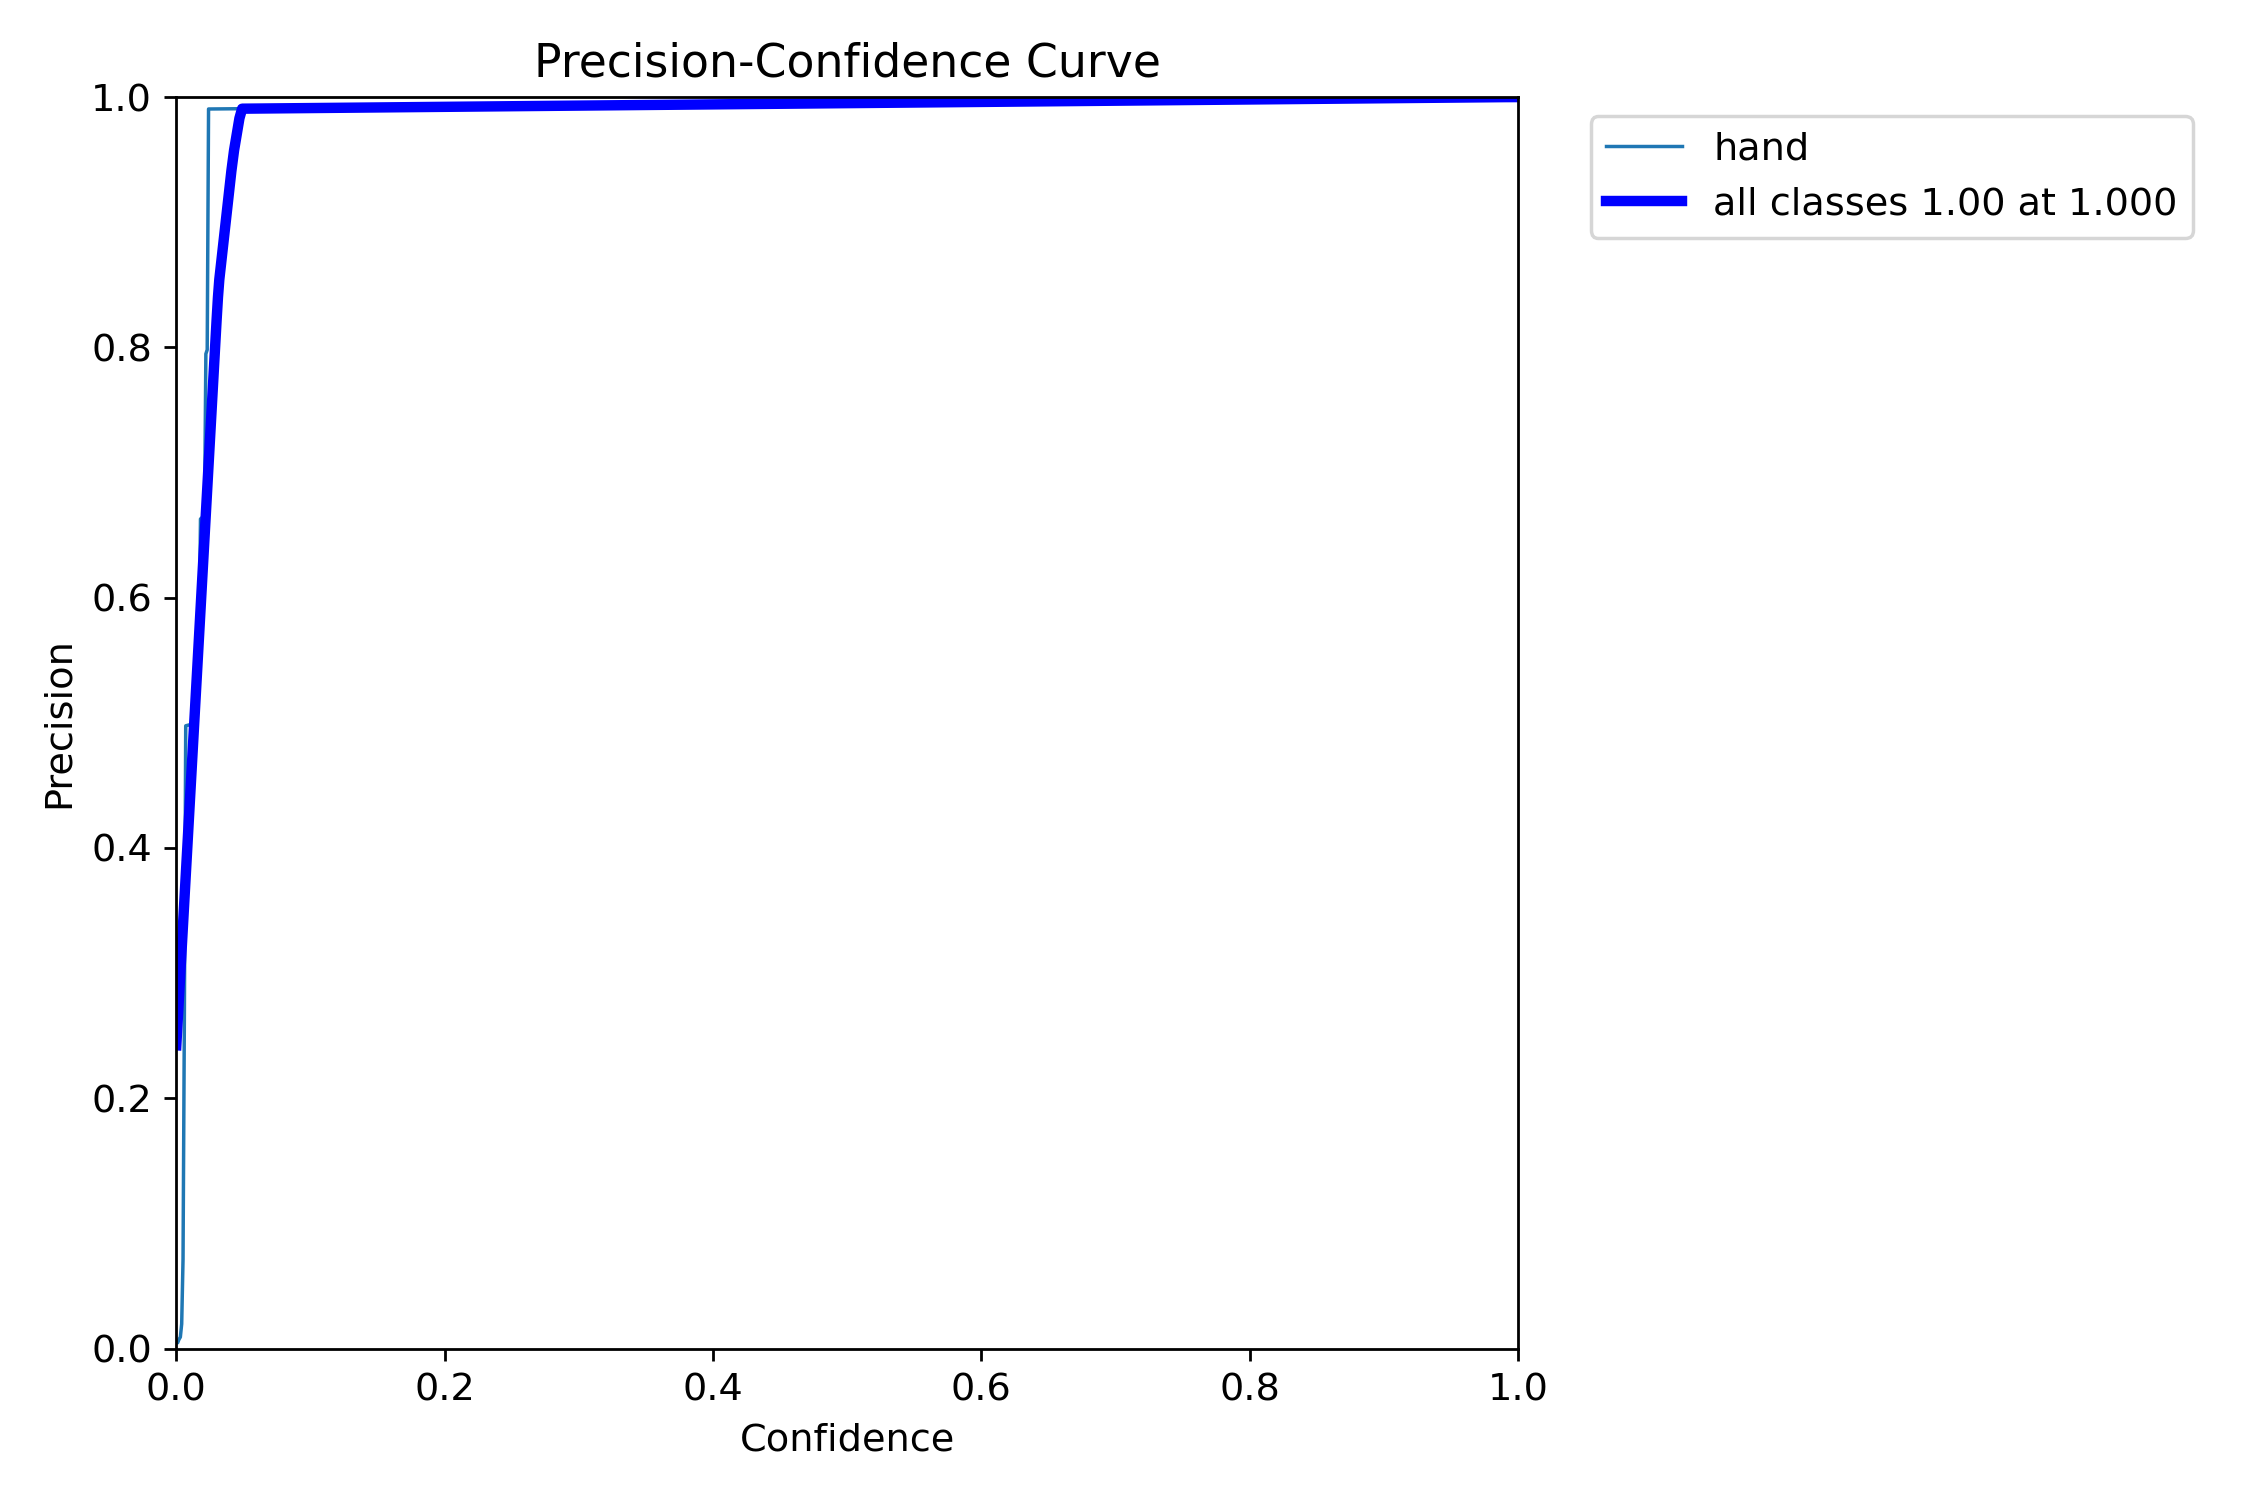 Precision-Confidence Curve
1.0
0.8
0.6
0.4
0.2
0.0
Precision
0.0 0.2 0.4 0.6 0.8 1.0
Confidence
hand
all classes 1.00 at 1.000